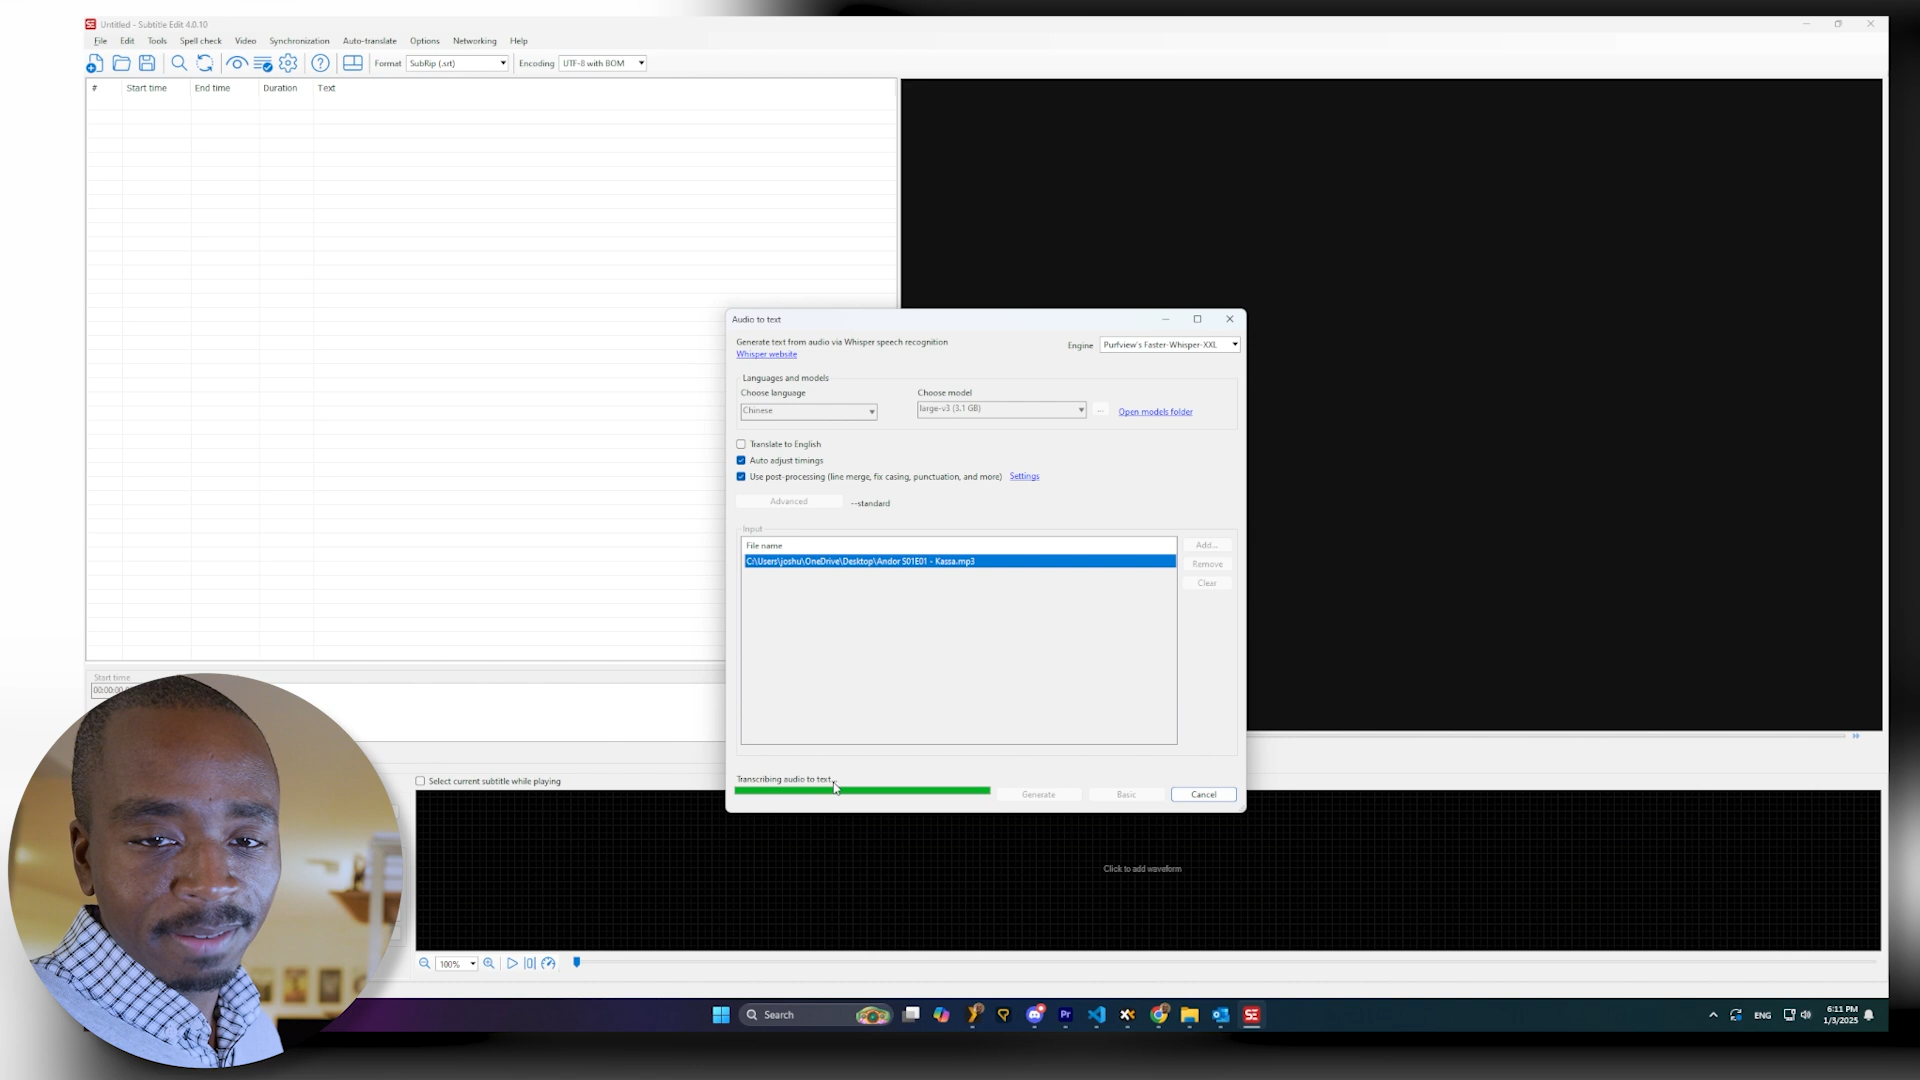 Untitled - Subtitle Edit 4.0.10
File Edit Tools Spell check Video Synchronization Auto-translate Options Networking Help
Format SubRip (.srt) Encoding UTF-8 with BOM
# Start time End time Duration Text
Audio to text
Generate text from audio via Whisper speech recognition
Whisper website
Engine Purfview's Faster-Whisper-XXL
Languages and models
Choose language Choose model
Chinese large-v3 (3.1 GB) ... Open models folder
Translate to English
Auto adjust timings
Use post-processing (line merge, fix casing, punctuation, and more) Settings
Advanced --standard
Input
File name
C:\Users\joshu\OneDrive\Desktop\Andor S01E01 - Kassa.mp3
Add...
Remove
Clear
Start time
00:00:00
Transcribing audio to text...
Generate Basic Cancel
Select current subtitle while playing
Click to add waveform
100%
Search
Pr
SE
ENG
6:11 PM
1/3/2025